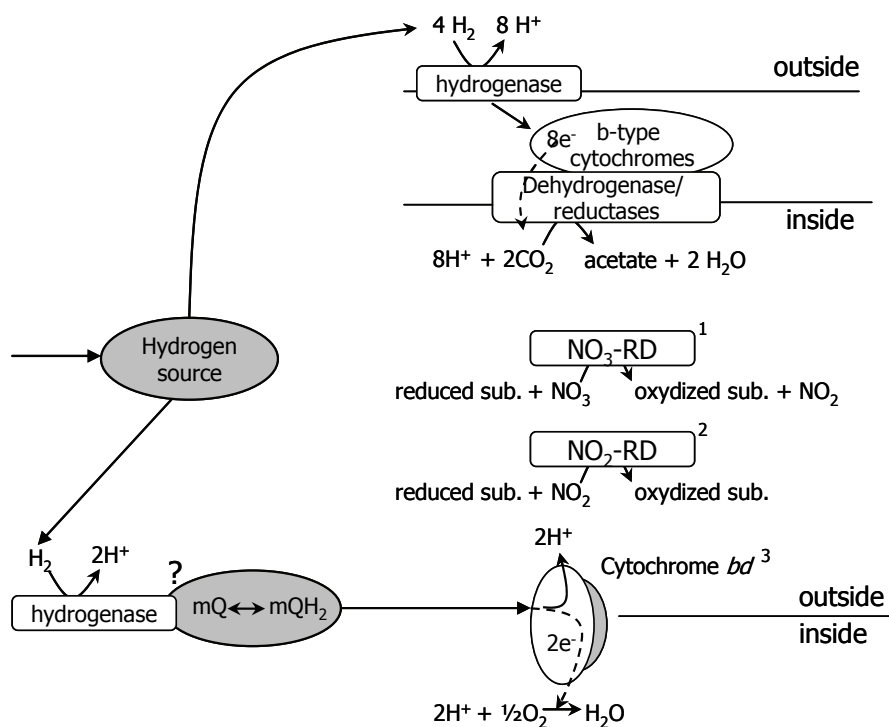 4 H₂ 8 H⁺
outside
hydrogenase
8e⁻ b-type
cytochromes
Dehydrogenase/
reductases
inside
8H⁺ + 2CO₂ acetate + 2 H₂O
Hydrogen
source
NO₃-RD ¹
reduced sub. + NO₃ oxydized sub. + NO₂
NO₂-RD ²
reduced sub. + NO₂ oxydized sub.
H₂ 2H⁺
?
hydrogenase
mQ mQH₂
2H⁺
Cytochrome bd ³
outside
inside
2e⁻
2H⁺ + ½O₂ H₂O